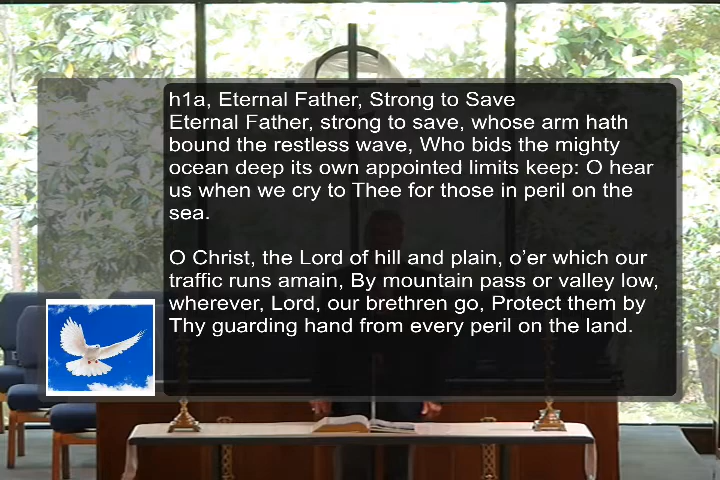 h1a, Eternal Father, Strong to Save
Eternal Father, strong to save, whose arm hath
bound the restless wave, Who bids the mighty
ocean deep its own appointed limits keep: O hear
us when we cry to Thee for those in peril on the
sea.
O Christ, the Lord of hill and plain, o’er which our
traffic runs amain, By mountain pass or valley low,
wherever, Lord, our brethren go, Protect them by
Thy guarding hand from every peril on the land.